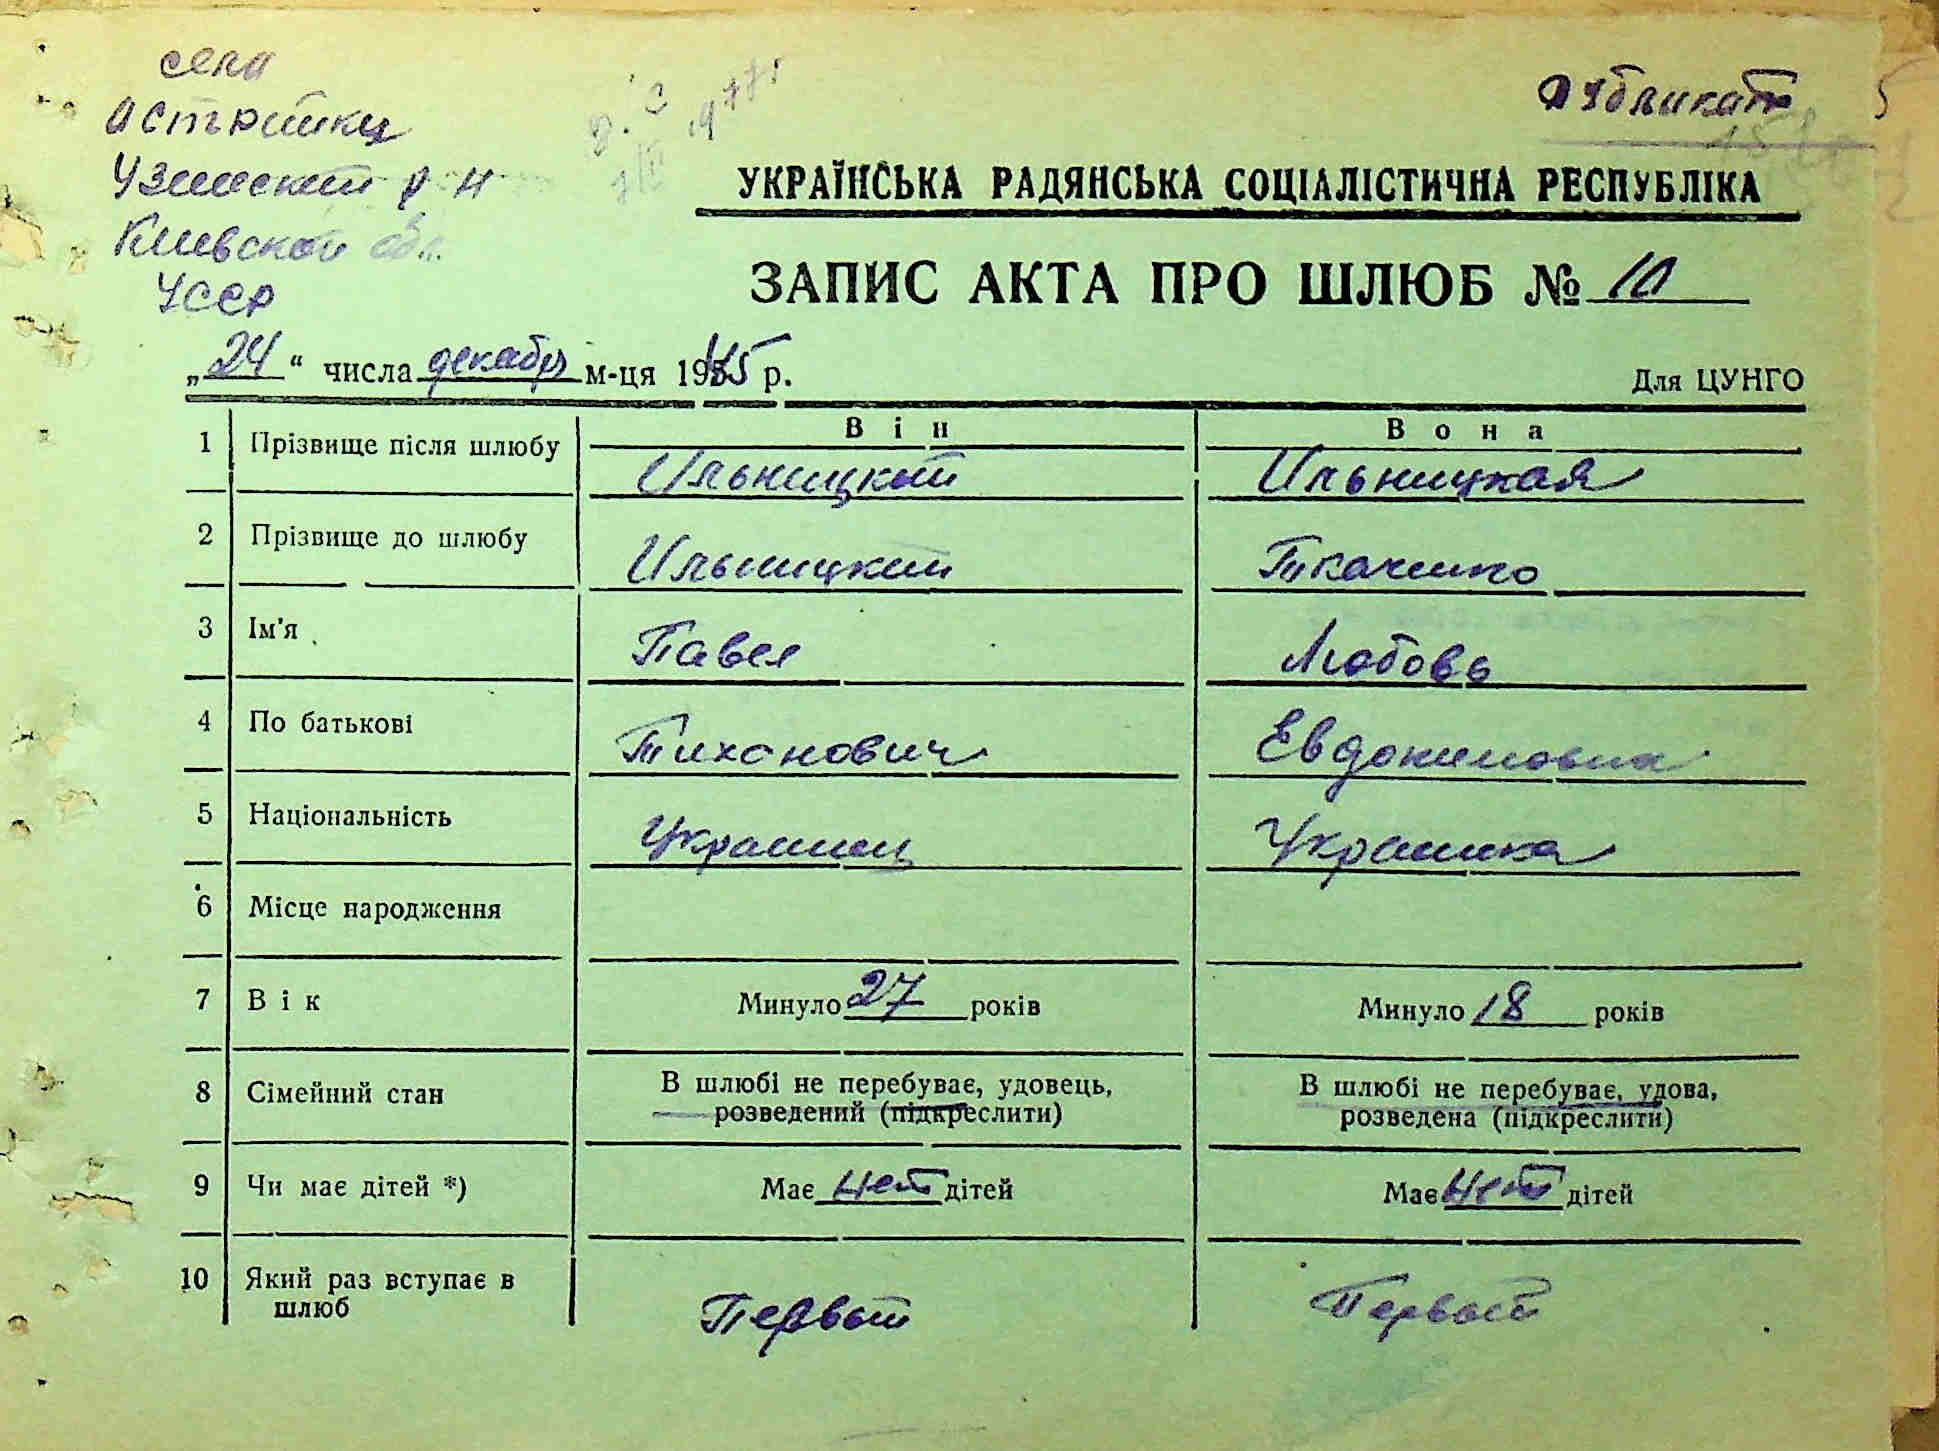 села
Острийки
Узинский р н
Киевской обл.
УССР
Дубликат
УКРАЇНСЬКА РАДЯНСЬКА СОЦІАЛІСТИЧНА РЕСПУБЛІКА
ЗАПИС АКТА ПРО ШЛЮБ № 10
„24“ числа декабр м-ця 1945 р.
Для ЦУНГО
Він Вона
1 Прізвище після шлюбу Ильницкий Ильницкая
2 Прізвище до шлюбу Ильницкий Ткаченко
3 Ім'я Павел Любовь
4 По батькові Тихонович Евдокимовна
5 Національність Украинец Украинка
6 Місце народження
7 Вік Минуло 27 років Минуло 18 років
8 Сімейний стан В шлюбі не перебуває, удовець, розведений (підкреслити) В шлюбі не перебуває, удова, розведена (підкреслити)
9 Чи має дітей *) Має нет дітей Має нет дітей
10 Який раз вступає в шлюб Первый Первый